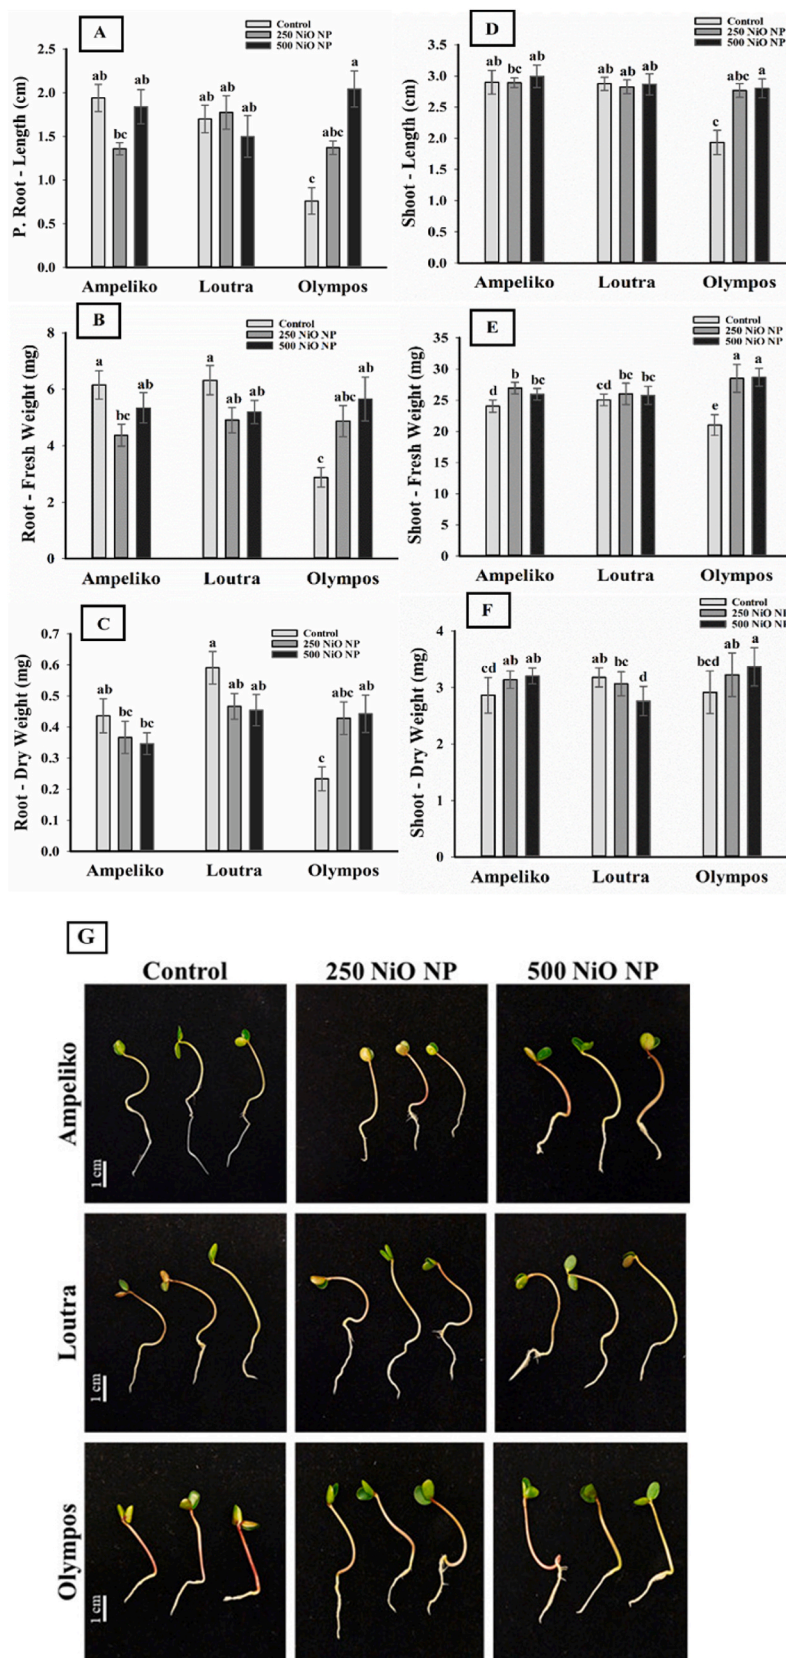 A
Control
250 NiO NP
500 NiO NP
P. Root - Length (cm)
2.5
2.0
1.5
1.0
0.5
0.0
ab
bc
ab
ab
ab
ab
c
abc
a
Ampeliko
Loutra
Olympos
D
Control
250 NiO NP
500 NiO NP
Shoot - Length (cm)
3.5
3.0
2.5
2.0
1.5
1.0
0.5
0.0
ab
bc
ab
ab
ab
ab
c
abc
a
Ampeliko
Loutra
Olympos
B
Control
250 NiO NP
500 NiO NP
Root - Fresh Weight (mg)
8
6
4
2
0
a
bc
ab
a
ab
ab
c
abc
ab
Ampeliko
Loutra
Olympos
E
Control
250 NiO NP
500 NiO NP
Shoot - Fresh Weight (mg)
35
30
25
20
15
10
5
0
d
b
bc
cd
bc
bc
e
a
a
Ampeliko
Loutra
Olympos
C
Control
250 NiO NP
500 NiO NP
Root - Dry Weight (mg)
0.7
0.6
0.5
0.4
0.3
0.2
0.1
0.0
ab
bc
bc
a
ab
ab
c
abc
ab
Ampeliko
Loutra
Olympos
F
Control
250 NiO NP
500 NiO NP
Shoot - Dry Weight (mg)
4
3
2
1
0
cd
ab
ab
ab
bc
d
bcd
ab
a
Ampeliko
Loutra
Olympos
G
Control
250 NiO NP
500 NiO NP
Ampeliko
1 cm
Loutra
1 cm
Olympos
1 cm